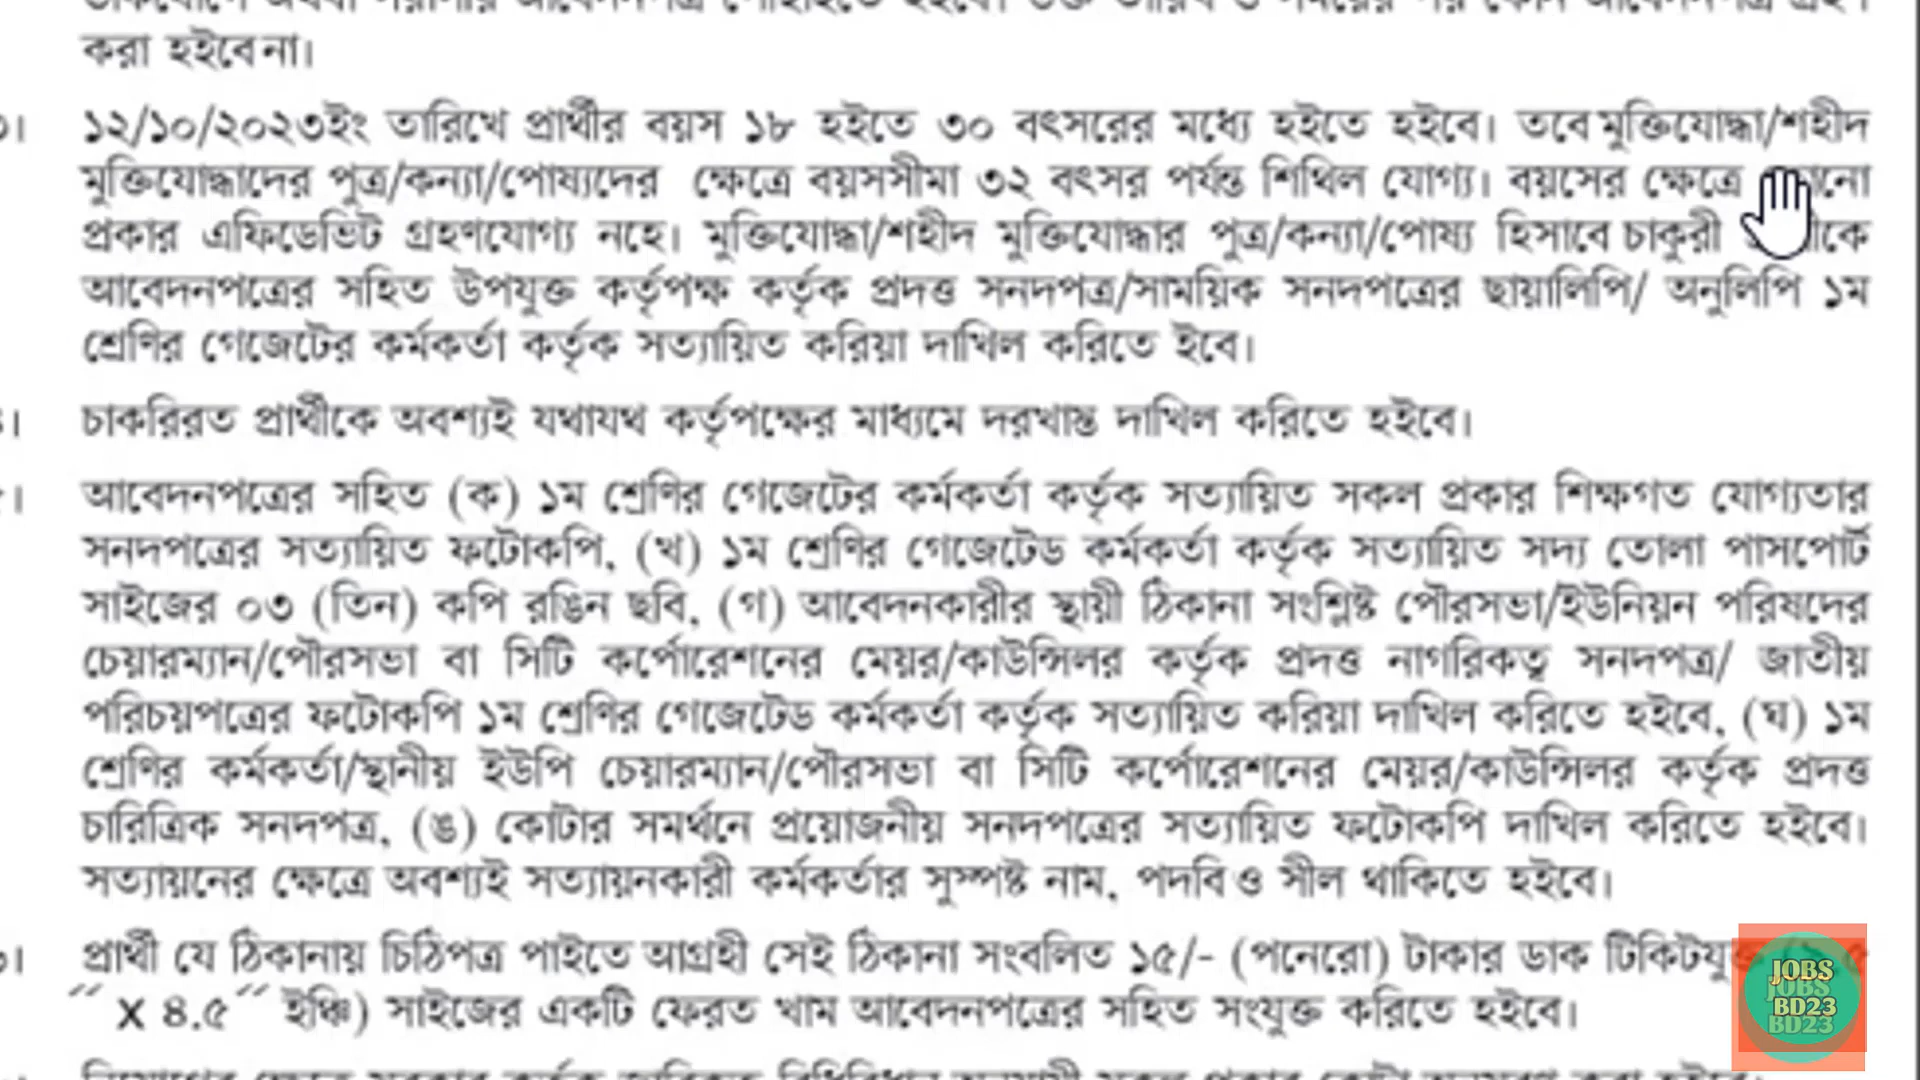 করা হইবে না।
১২/১০/২০২৩ইং তারিখে প্রার্থীর বয়স ১৮ হইতে ৩০ বৎসরের মধ্যে হইতে হইবে। তবে মুক্তিযোদ্ধা/শহীদ
মুক্তিযোদ্ধাদের পুত্র/কন্যা/পোষ্যদের ক্ষেত্রে বয়সসীমা ৩২ বৎসর পর্যন্ত শিথিল যোগ্য। বয়সের ক্ষেত্রে
প্রকার এফিডেভিট গ্রহণযোগ্য নহে। মুক্তিযোদ্ধা/শহীদ মুক্তিযোদ্ধার পুত্র/কন্যা/পোষ্য হিসাবে চাকুরী
আবেদনপত্রের সহিত উপযুক্ত কর্তৃপক্ষ কর্তৃক প্রদত্ত সনদপত্র/সাময়িক সনদপত্রের ছায়ালিপি/ অনুলিপি ১ম
শ্রেণির গেজেটের কর্মকর্তা কর্তৃক সত্যায়িত করিয়া দাখিল করিতে ইবে।
চাকরিরত প্রার্থীকে অবশ্যই যথাযথ কর্তৃপক্ষের মাধ্যমে দরখাস্ত দাখিল করিতে হইবে।
আবেদনপত্রের সহিত (ক) ১ম শ্রেণির গেজেটের কর্মকর্তা কর্তৃক সত্যায়িত সকল প্রকার শিক্ষগত যোগ্যতার
সনদপত্রের সত্যায়িত ফটোকপি, (খ) ১ম শ্রেণির গেজেটেড কর্মকর্তা কর্তৃক সত্যায়িত সদ্য তোলা পাসপোর্ট
সাইজের ০৩ (তিন) কপি রঙিন ছবি, (গ) আবেদনকারীর স্থায়ী ঠিকানা সংশ্লিষ্ট পৌরসভা/ইউনিয়ন পরিষদের
চেয়ারম্যান/পৌরসভা বা সিটি কর্পোরেশনের মেয়র/কাউন্সিলর কর্তৃক প্রদত্ত নাগরিকত্ব সনদপত্র/ জাতীয়
পরিচয়পত্রের ফটোকপি ১ম শ্রেণির গেজেটেড কর্মকর্তা কর্তৃক সত্যায়িত করিয়া দাখিল করিতে হইবে, (ঘ) ১ম
শ্রেণির কর্মকর্তা/স্থানীয় ইউপি চেয়ারম্যান/পৌরসভা বা সিটি কর্পোরেশনের মেয়র/কাউন্সিলর কর্তৃক প্রদত্ত
চারিত্রিক সনদপত্র, (ঙ) কোটার সমর্থনে প্রয়োজনীয় সনদপত্রের সত্যায়িত ফটোকপি দাখিল করিতে হইবে।
সত্যায়নের ক্ষেত্রে অবশ্যই সত্যায়নকারী কর্মকর্তার সুস্পষ্ট নাম, পদবি ও সীল থাকিতে হইবে।
প্রার্থী যে ঠিকানায় চিঠিপত্র পাইতে আগ্রহী সেই ঠিকানা সংবলিত ১৫/- (পনেরো) টাকার ডাক
˝ X ৪.৫˝ ইঞ্চি) সাইজের একটি ফেরত খাম আবেদনপত্রের সহিত সংযুক্ত করিতে হইবে।
JOBS
BD23